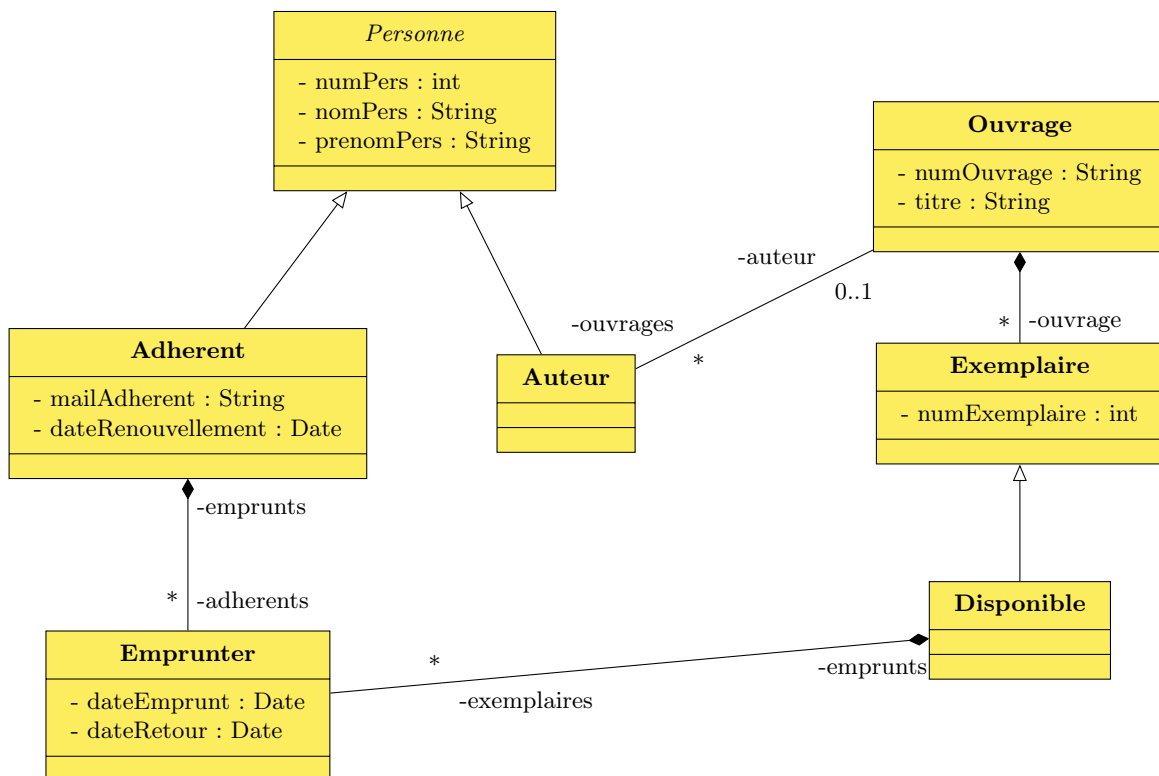 Personne
- numPers : int
- nomPers : String
- prenomPers : String
Ouvrage
- numOuvrage : String
- titre : String
-auteur
0..1
-ouvrages
*
* -ouvrage
Adherent
- mailAdherent : String
- dateRenouvellement : Date
Auteur
Exemplaire
- numExemplaire : int
-emprunts
* -adherents
Disponible
Emprunter
- dateEmprunt : Date
- dateRetour : Date
*
-exemplaires
-emprunts